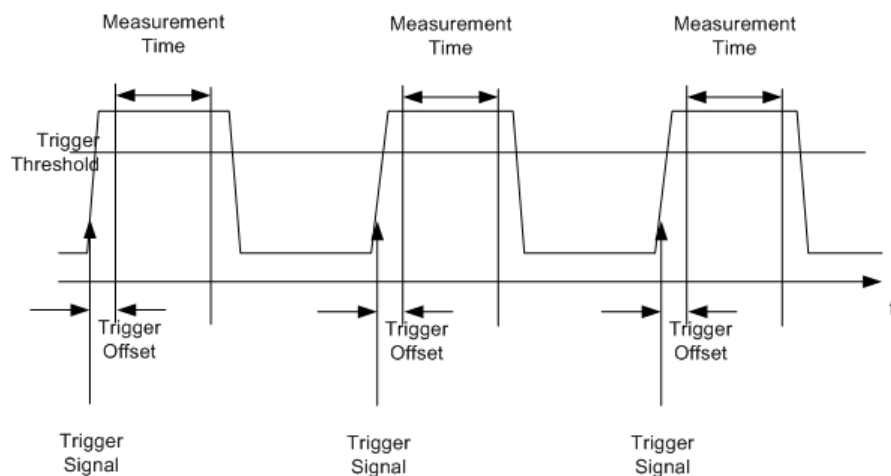 Measurement
Time
Measurement
Time
Measurement
Time
Trigger
Threshold
t
Trigger
Offset
Trigger
Offset
Trigger
Offset
Trigger
Signal
Trigger
Signal
Trigger
Signal